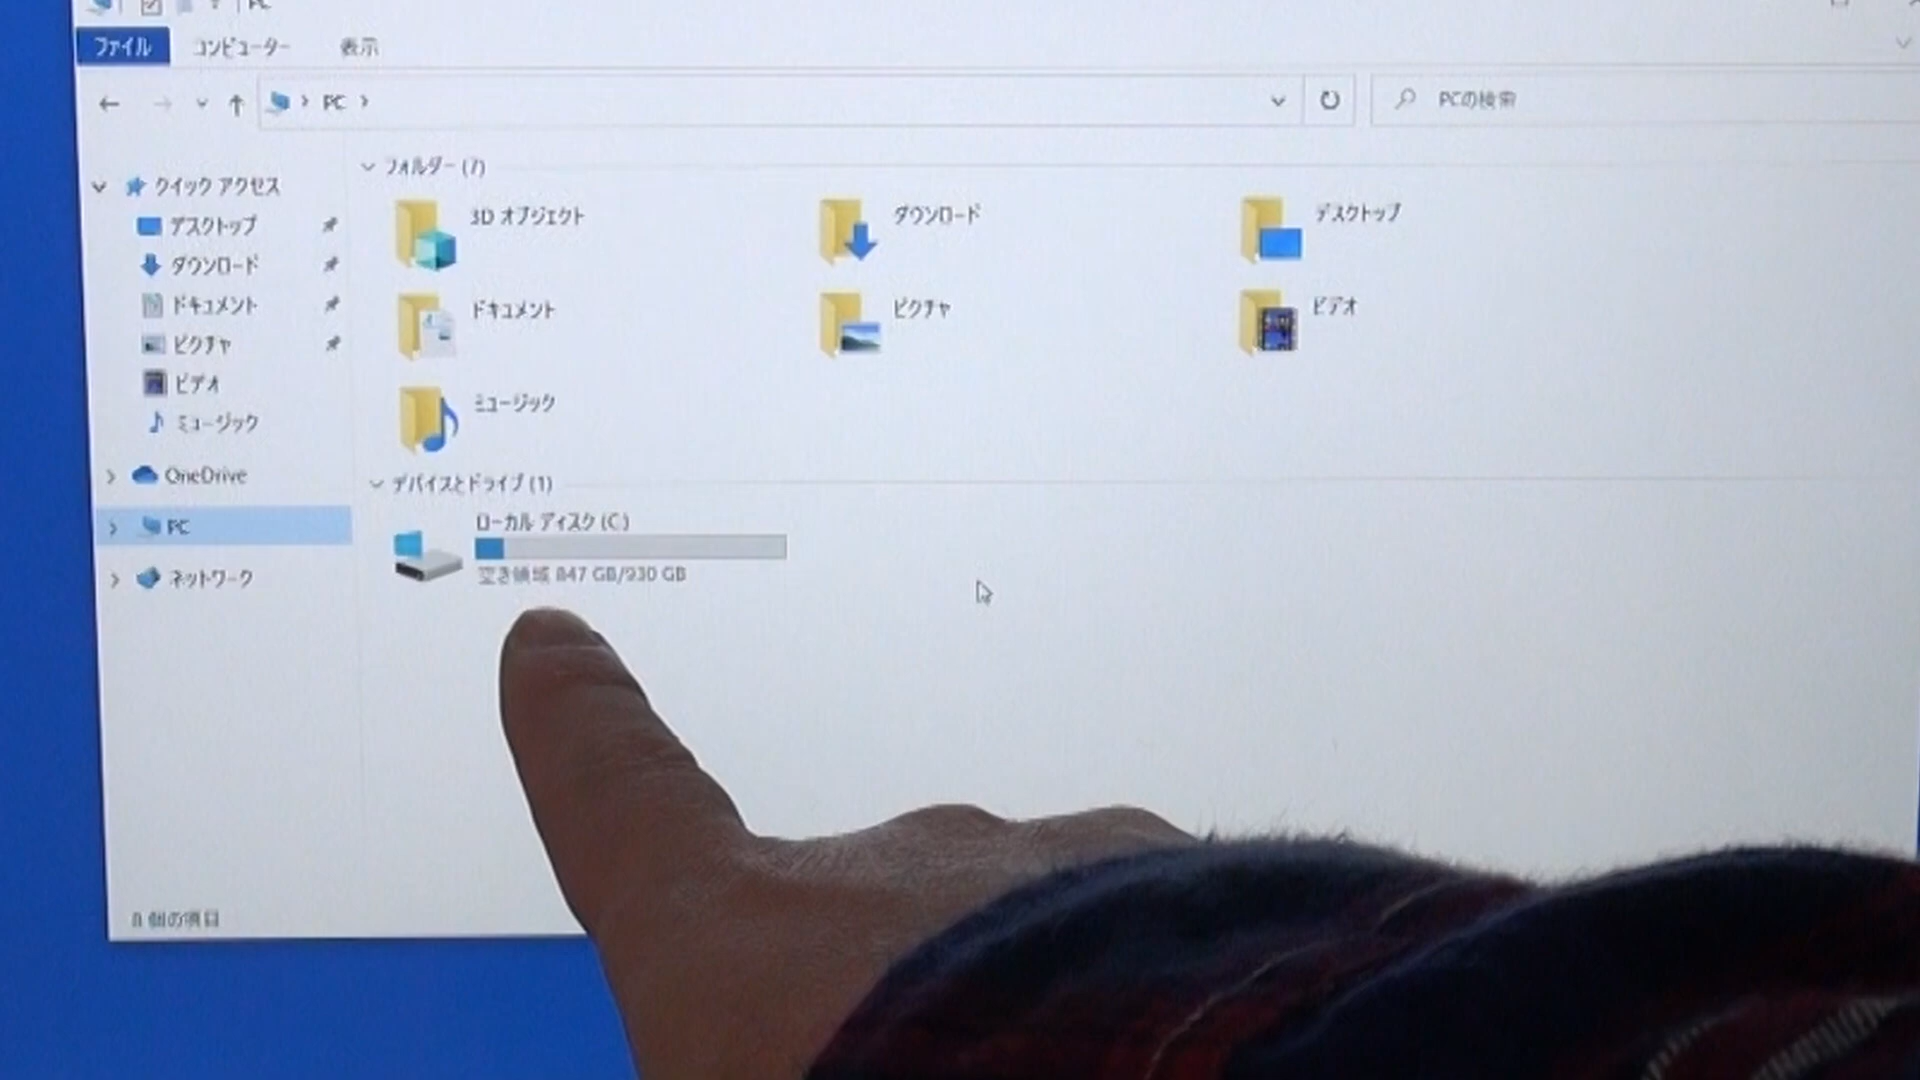 PC
ファイル コンピューター 表示
PC
PCの検索
クイック アクセス
デスクトップ
ダウンロード
ドキュメント
ピクチャ
ビデオ
ミュージック
OneDrive
PC
ネットワーク
フォルダー (7)
3D オブジェクト
ダウンロード
デスクトップ
ドキュメント
ピクチャ
ビデオ
ミュージック
デバイスとドライブ (1)
ローカル ディスク (C:)
空き領域 847 GB/930 GB
8 個の項目